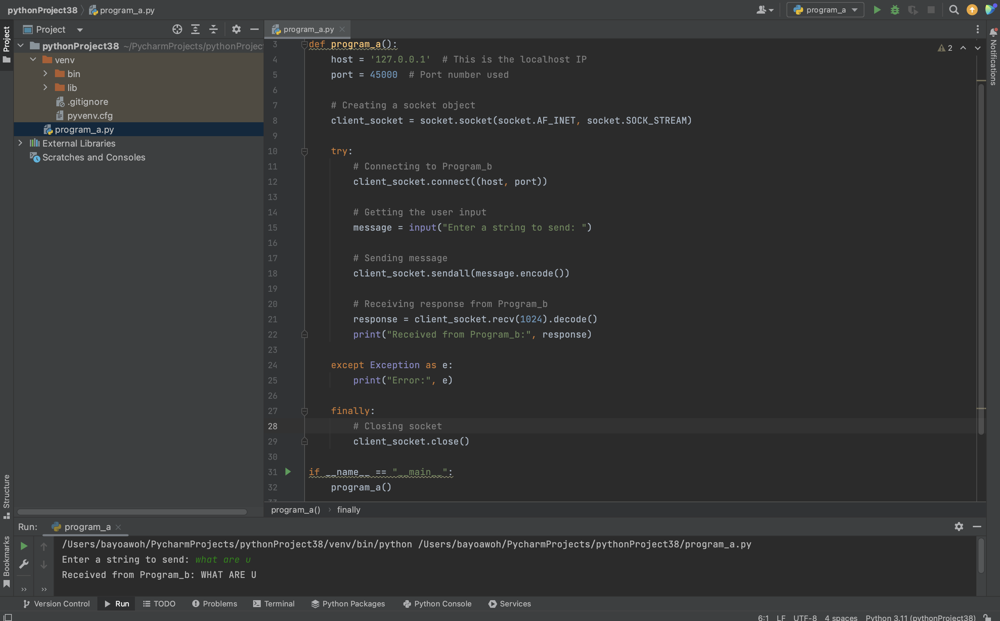 pythonProject38 program_a.py
program_a
Project
Project
program_a.py
Notifications
pythonProject38 ~/PycharmProjects/pythonProjec
venv
bin
lib
.gitignore
pyvenv.cfg
program_a.py
External Libraries
Scratches and Consoles
2
3 def program_a():
4 host = '127.0.0.1' # This is the localhost IP
5 port = 45000 # Port number used
6
7 # Creating a socket object
8 client_socket = socket.socket(socket.AF_INET, socket.SOCK_STREAM)
9
10 try:
11 # Connecting to Program_b
12 client_socket.connect((host, port))
13
14 # Getting the user input
15 message = input("Enter a string to send: ")
16
17 # Sending message
18 client_socket.sendall(message.encode())
19
20 # Receiving response from Program_b
21 response = client_socket.recv(1024).decode()
22 print("Received from Program_b:", response)
23
24 except Exception as e:
25 print("Error:", e)
26
27 finally:
28 # Closing socket
29 client_socket.close()
30
31 if __name__ == "__main__":
32 program_a()
33
program_a() finally
Structure
Bookmarks
Run: program_a
/Users/bayoawoh/PycharmProjects/pythonProject38/venv/bin/python /Users/bayoawoh/PycharmProjects/pythonProject38/program_a.py
Enter a string to send: what are u
Received from Program_b: WHAT ARE U
Version Control Run TODO Problems Terminal Python Packages Python Console Services
6:1 LF UTF-8 4 spaces Python 3.11 (pythonProject38)